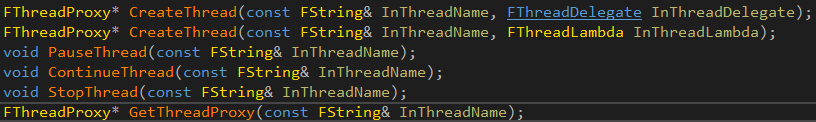 FThreadProxy* CreateThread(const FString& InThreadName, FThreadDelegate InThreadDelegate);
FThreadProxy* CreateThread(const FString& InThreadName, FThreadLambda InThreadLambda);
void PauseThread(const FString& InThreadName);
void ContinueThread(const FString& InThreadName);
void StopThread(const FString& InThreadName);
FThreadProxy* GetThreadProxy(const FString& InThreadName);